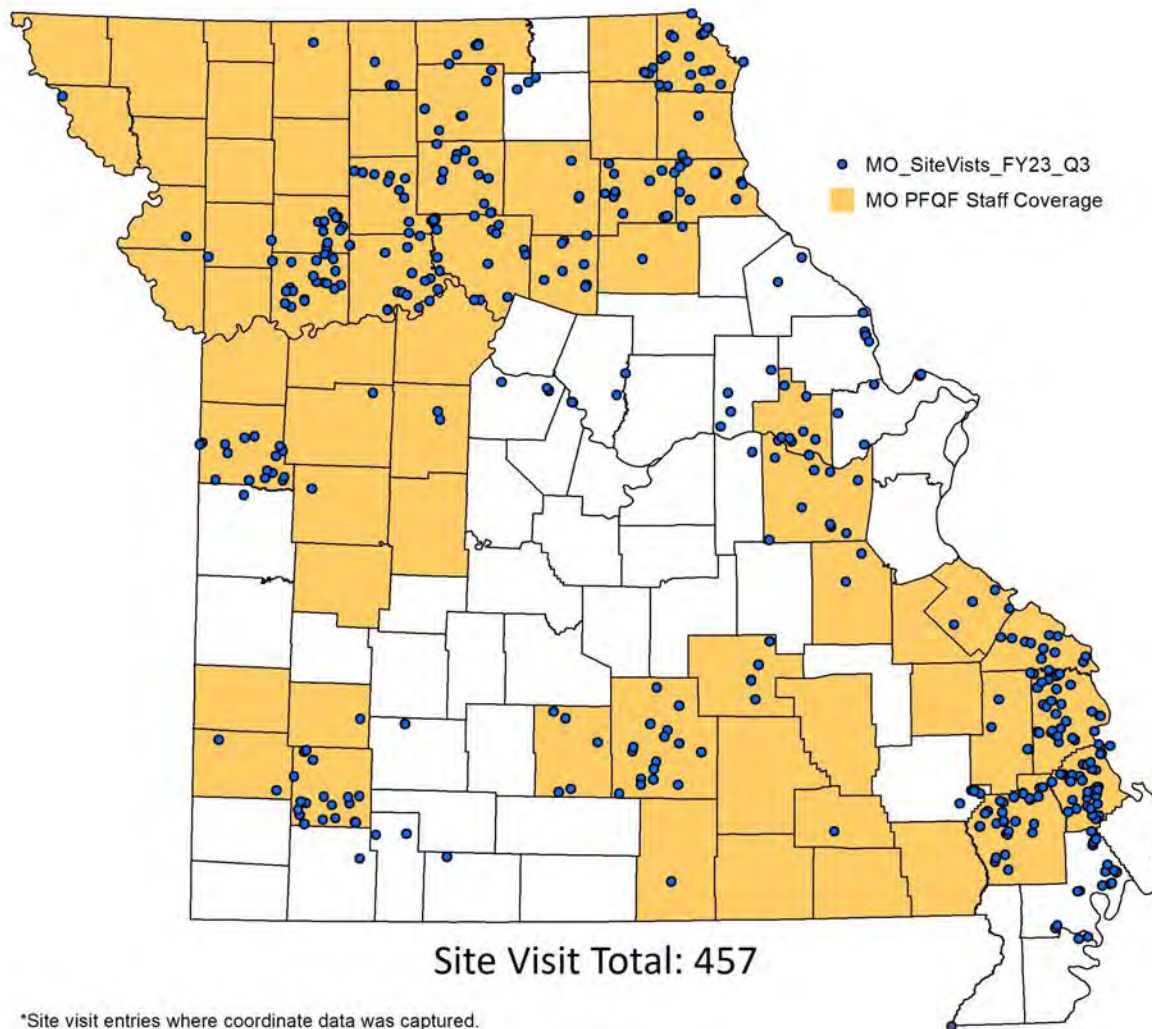 MO_SiteVists_FY23_Q3
MO PFQF Staff Coverage
Site Visit Total: 457
*Site visit entries where coordinate data was captured.